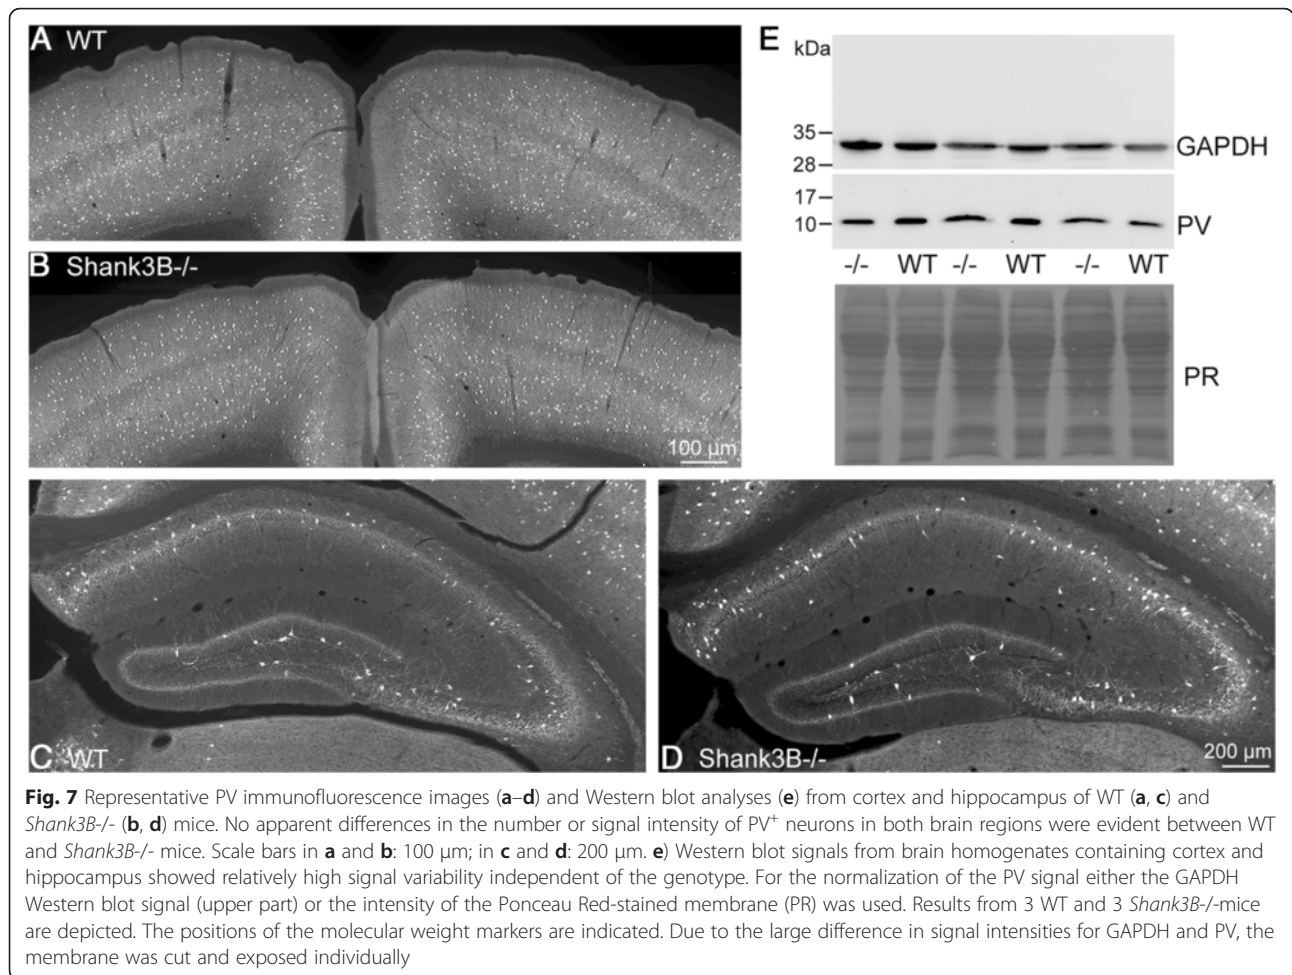 A WT
B Shank3B-/-
100 µm
E
kDa
35
28
GAPDH
17
10
PV
-/- WT -/- WT -/- WT
PR
C WT
D Shank3B-/-
200 µm
Fig. 7 Representative PV immunofluorescence images (a–d) and Western blot analyses (e) from cortex and hippocampus of WT (a, c) and
Shank3B-/- (b, d) mice. No apparent differences in the number or signal intensity of PV⁺ neurons in both brain regions were evident between WT
and Shank3B-/- mice. Scale bars in a and b: 100 μm; in c and d: 200 μm. e) Western blot signals from brain homogenates containing cortex and
hippocampus showed relatively high signal variability independent of the genotype. For the normalization of the PV signal either the GAPDH
Western blot signal (upper part) or the intensity of the Ponceau Red-stained membrane (PR) was used. Results from 3 WT and 3 Shank3B-/-mice
are depicted. The positions of the molecular weight markers are indicated. Due to the large difference in signal intensities for GAPDH and PV, the
membrane was cut and exposed individually